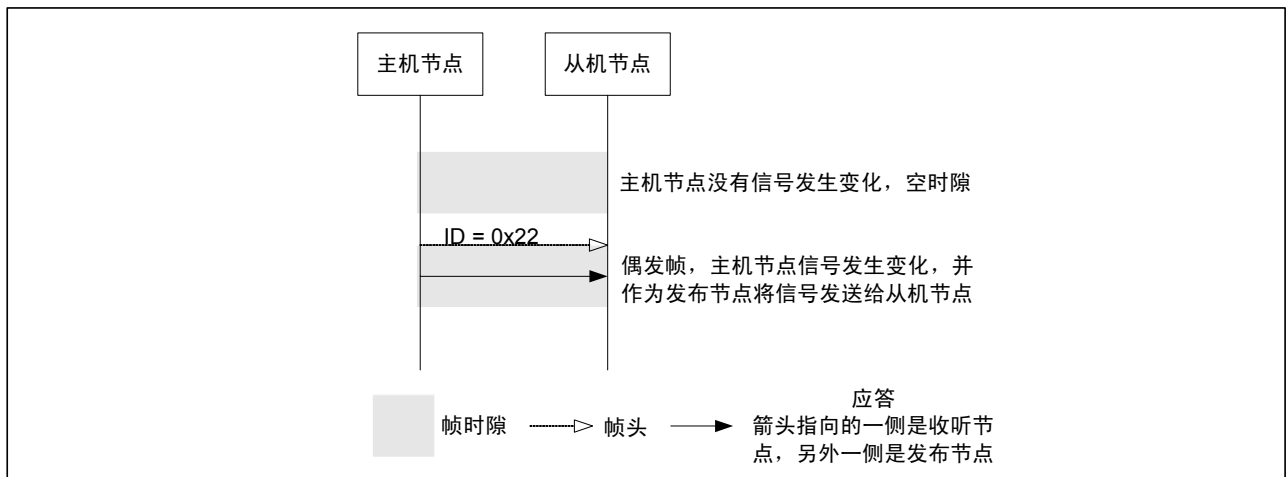 主机节点
从机节点
主机节点没有信号发生变化，空时隙
ID = 0x22
偶发帧，主机节点信号发生变化，并
作为发布节点将信号发送给从机节点
帧时隙
帧头
应答
箭头指向的一侧是收听节
点，另外一侧是发布节点